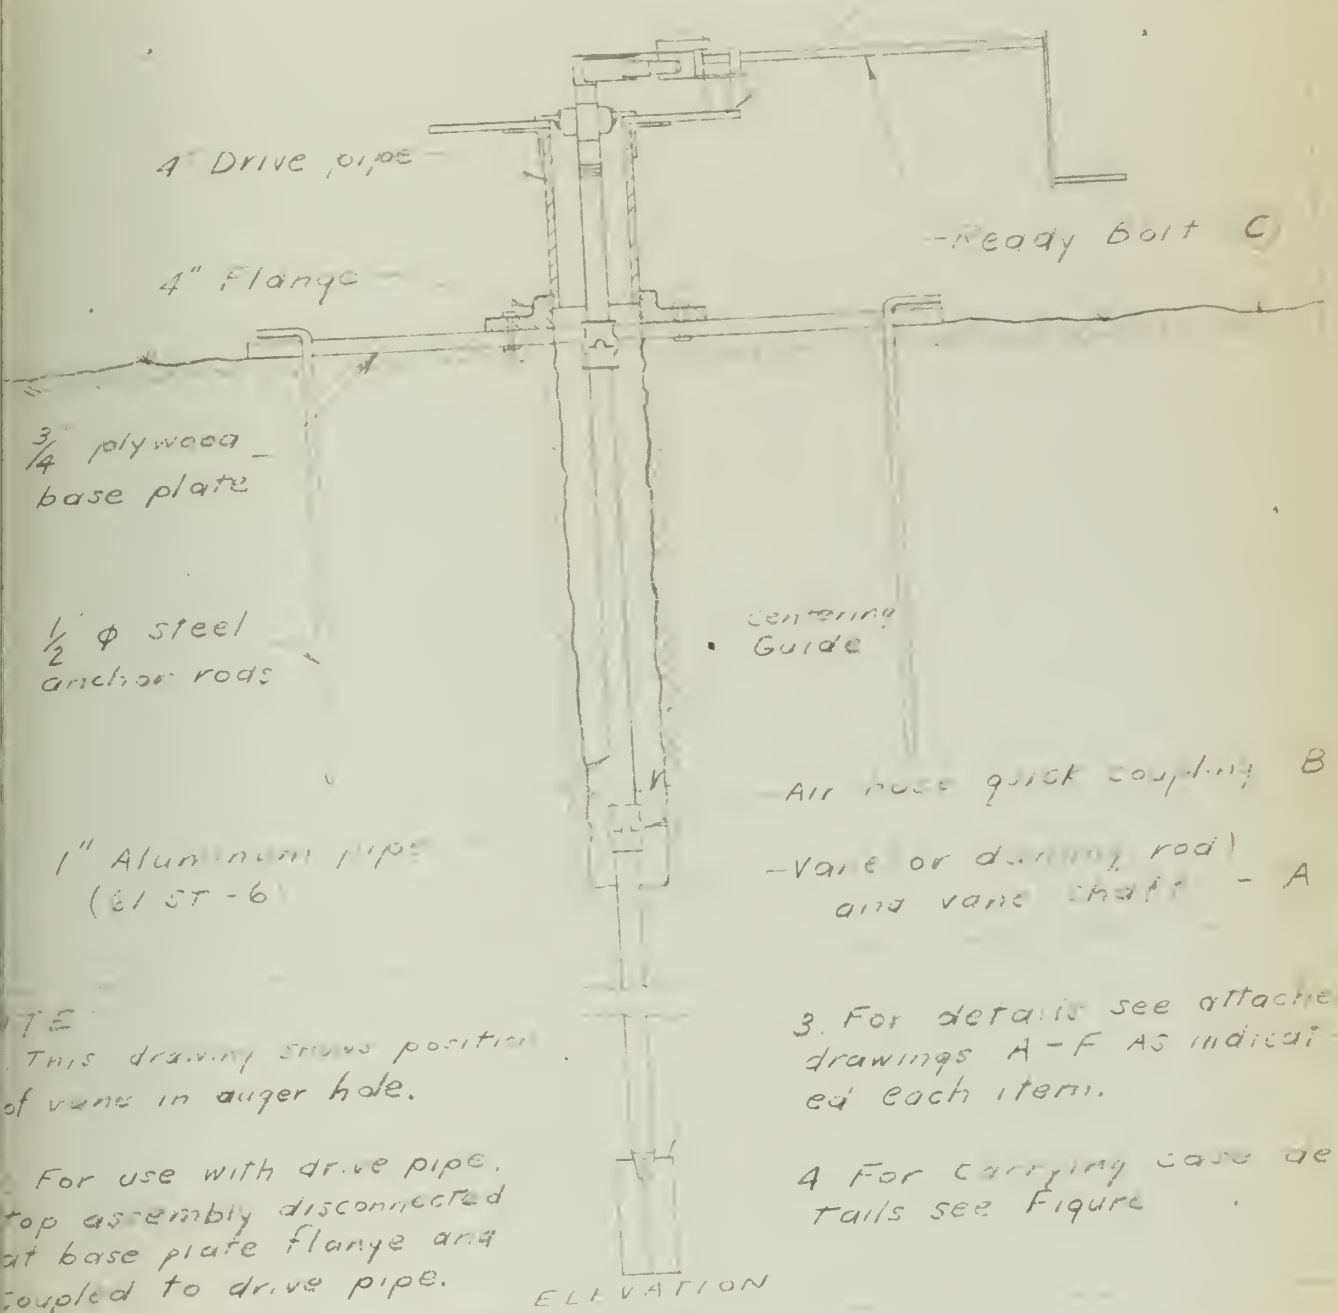 4" Drive pipe
4" Flange
Ready bolt C
3/4 plywood
base plate
1/2 φ steel
anchor rods
Centering
Guide
Air hose quick coupling B
1" Aluminum pipe
(61 ST-6)
Vane or dummy rod
and vane shaft - A
This drawing shows position
of vane in auger hole.
For use with drive pipe.
top assembly disconnected
at base plate flange and
coupled to drive pipe.
3. For details see attache
drawings A-F As indicat-
ed each item.
4 For carrying case de
tails see Figure
ELEVATION